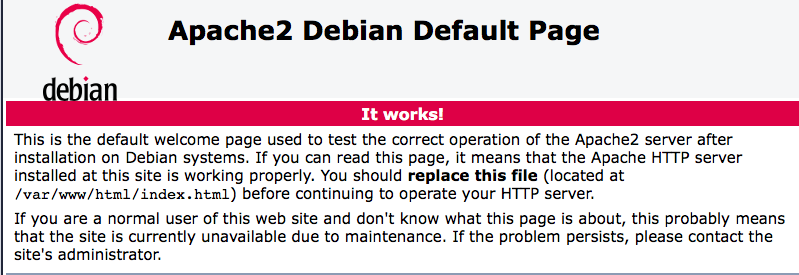 Apache2 Debian Default Page
debian
It works!
This is the default welcome page used to test the correct operation of the Apache2 server after
installation on Debian systems. If you can read this page, it means that the Apache HTTP server
installed at this site is working properly. You should replace this file (located at
/var/www/html/index.html) before continuing to operate your HTTP server.
If you are a normal user of this web site and don't know what this page is about, this probably means
that the site is currently unavailable due to maintenance. If the problem persists, please contact the
site's administrator.